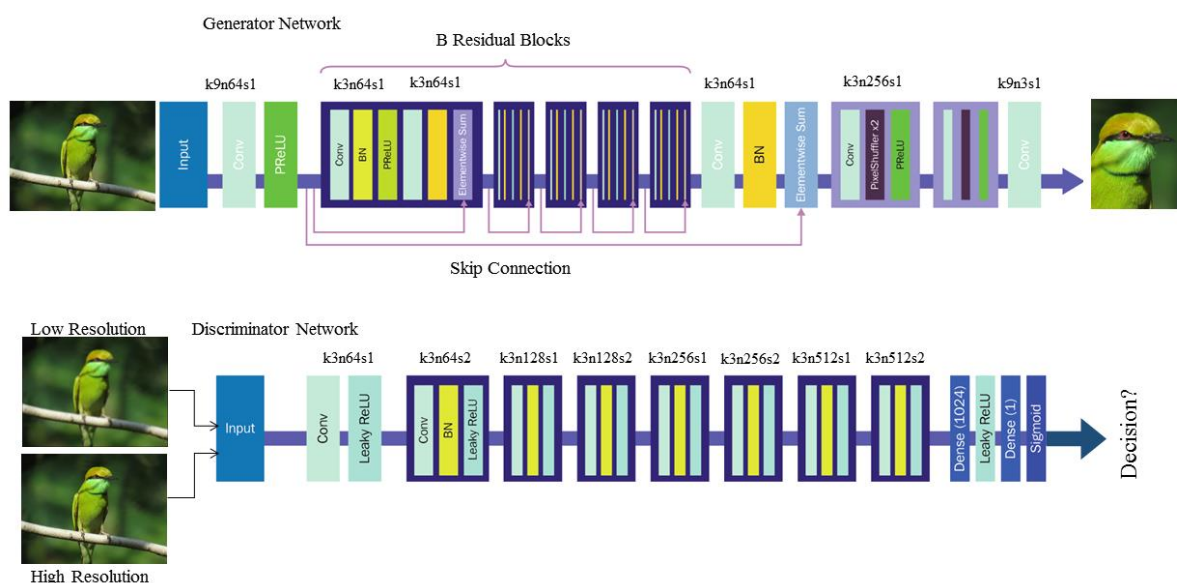 Generator Network
B Residual Blocks
k9n64s1
k3n64s1
k3n64s1
k3n64s1
k3n256s1
k9n3s1
Input
Conv
PReLU
Conv
BN
PReLU
Elementwise Sum
Conv
BN
Elementwise Sum
Conv
PixelShuffler x2
PReLU
Conv
Skip Connection
Low Resolution
Discriminator Network
k3n64s1
k3n64s2
k3n128s1
k3n128s2
k3n256s1
k3n256s2
k3n512s1
k3n512s2
Input
Conv
Leaky ReLU
Conv
BN
Leaky ReLU
Dense (1024)
Leaky ReLU
Dense (1)
Sigmoid
Decision?
High Resolution